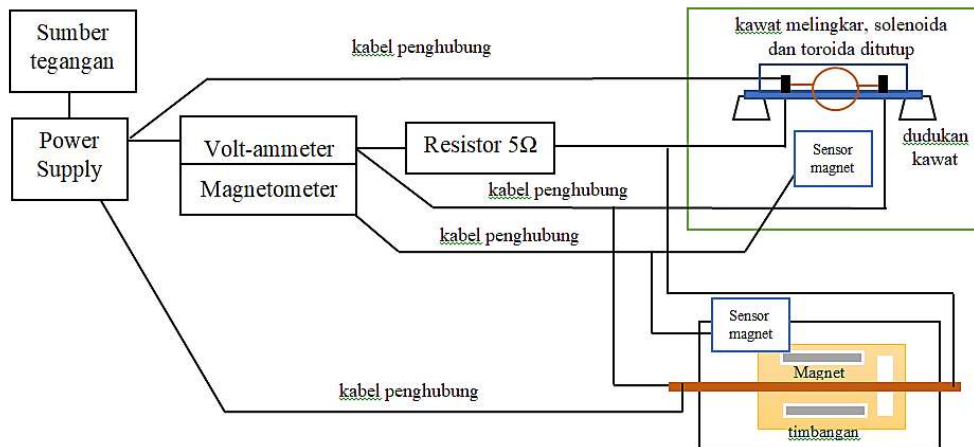 Sumber
tegangan
Power
Supply
kabel penghubung
Volt-ammeter
Magnetometer
Resistor 5Ω
kabel penghubung
kabel penghubung
kabel penghubung
kawat melingkar, solenoida
dan toroida ditutup
dudukan
kawat
Sensor
magnet
Sensor
magnet
Magnet
timbangan